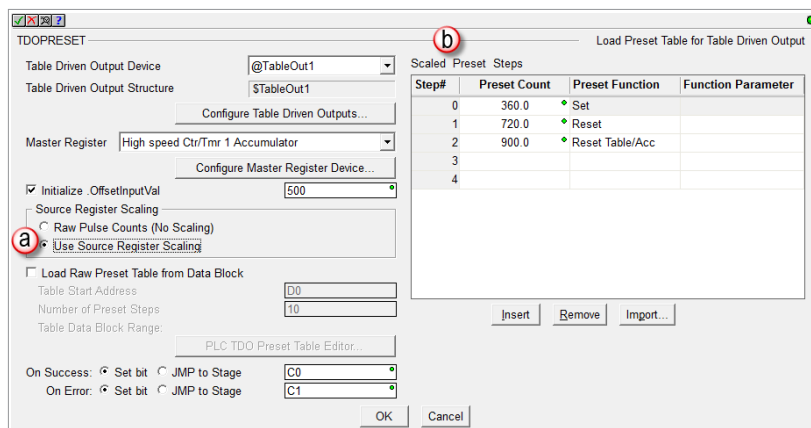 ?
TDOPRESET
Load Preset Table for Table Driven Output
Table Driven Output Device @TableOut1
Table Driven Output Structure $TableOut1
Configure Table Driven Outputs...
Master Register High speed Ctr/Tmr 1 Accumulator
Configure Master Register Device...
Initialize .OffsetInputVal 500
Source Register Scaling
Raw Pulse Counts (No Scaling)
a
Use Source Register Scaling
Load Raw Preset Table from Data Block
Table Start Address D0
Number of Preset Steps 10
Table Data Block Range:
PLC TDO Preset Table Editor...
On Success: Set bit JMP to Stage C0
On Error: Set bit JMP to Stage C1
b
Scaled Preset Steps
Step# Preset Count Preset Function Function Parameter
0 360.0 Set
1 720.0 Reset
2 900.0 Reset Table/Acc
3
4
Insert Remove Import...
OK Cancel